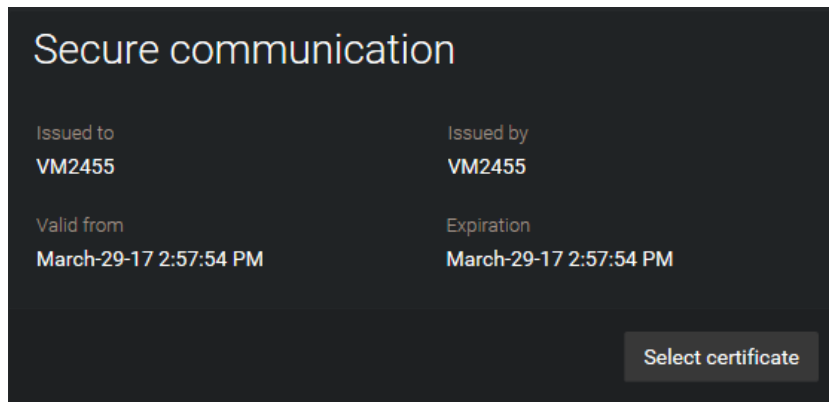 Secure communication
Issued to
Issued by
VM2455
VM2455
Valid from
Expiration
March-29-17 2:57:54 PM
March-29-17 2:57:54 PM
Select certificate